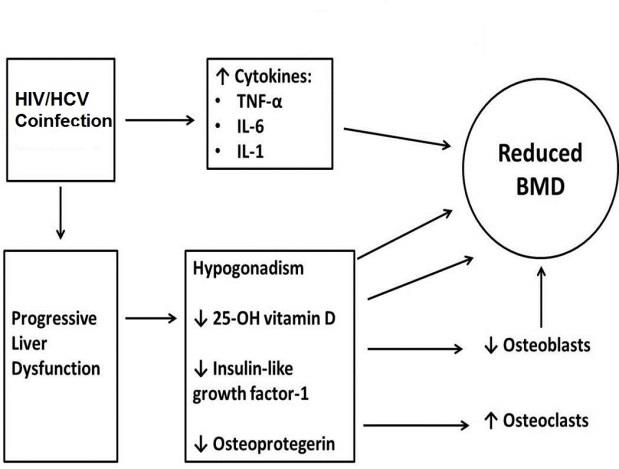 HIV/HCV
Coinfection
↑ Cytokines:
• TNF-α
• IL-6
• IL-1
Reduced
BMD
Progressive
Liver
Dysfunction
Hypogonadism
↓ 25-OH vitamin D
↓ Insulin-like
growth factor-1
↓ Osteoprotegerin
↓ Osteoblasts
↑ Osteoclasts